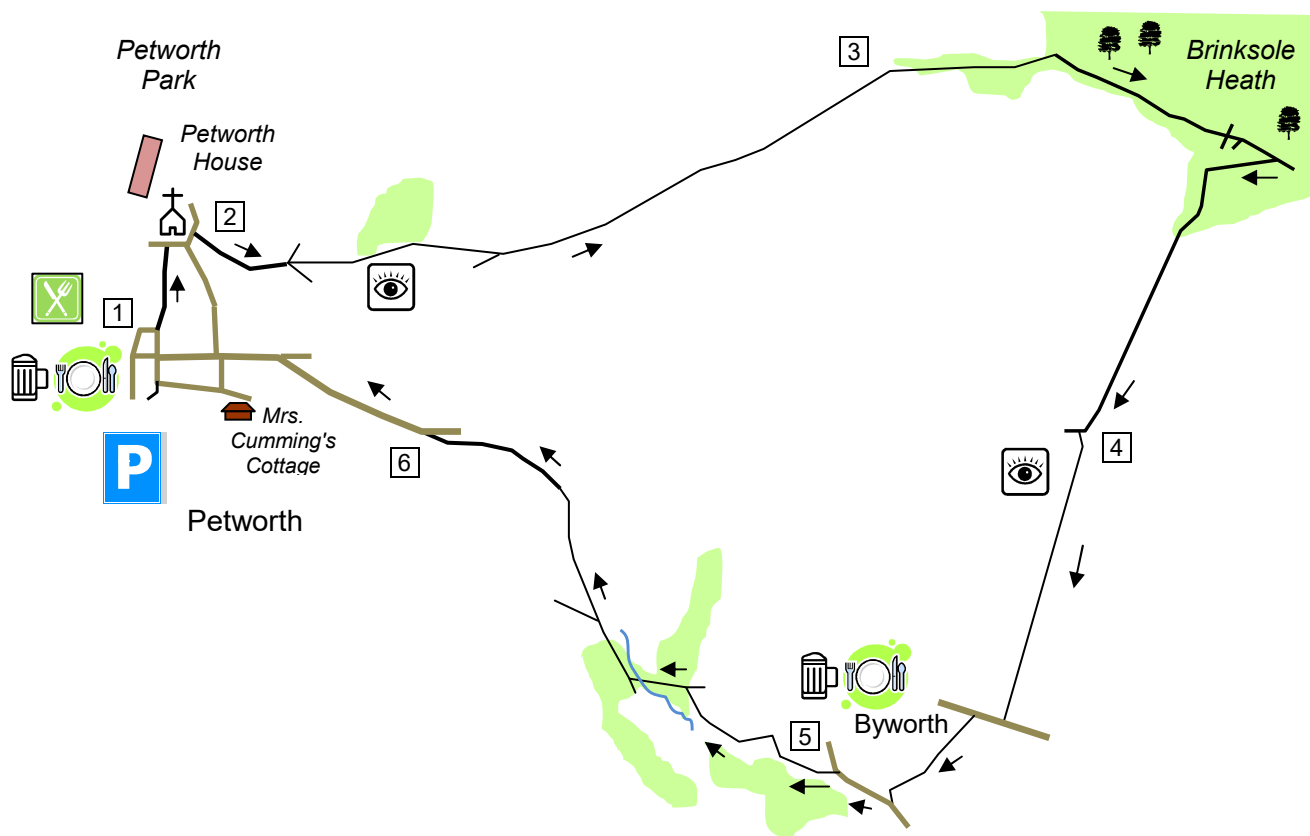 Petworth
Park
3
Brinksole
Heath
Petworth
House
2
1
Mrs.
Cumming's
Cottage
6
4
P
Petworth
5
Byworth